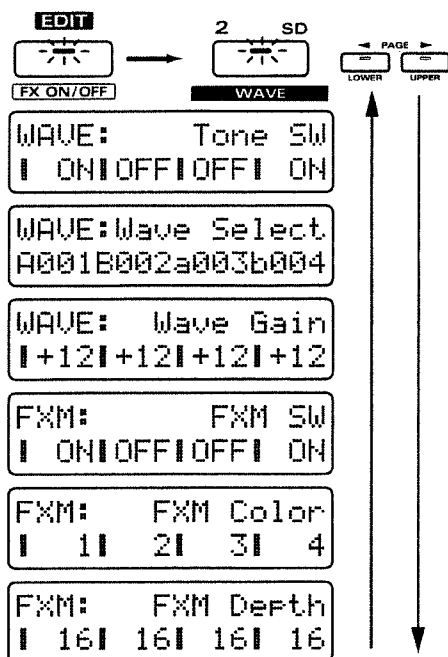 EDIT
2 SD
◄ PAGE ►
FX ON/OFF
WAVE
LOWER UPPER
WAVE: Tone SW
ON OFF OFF ON
WAVE:Wave Select
A001B002a003b004
WAVE: Wave Gain
+12 +12 +12 +12
FXM: FXM SW
ON OFF OFF ON
FXM: FXM Color
1 2 3 4
FXM: FXM Depth
16 16 16 16